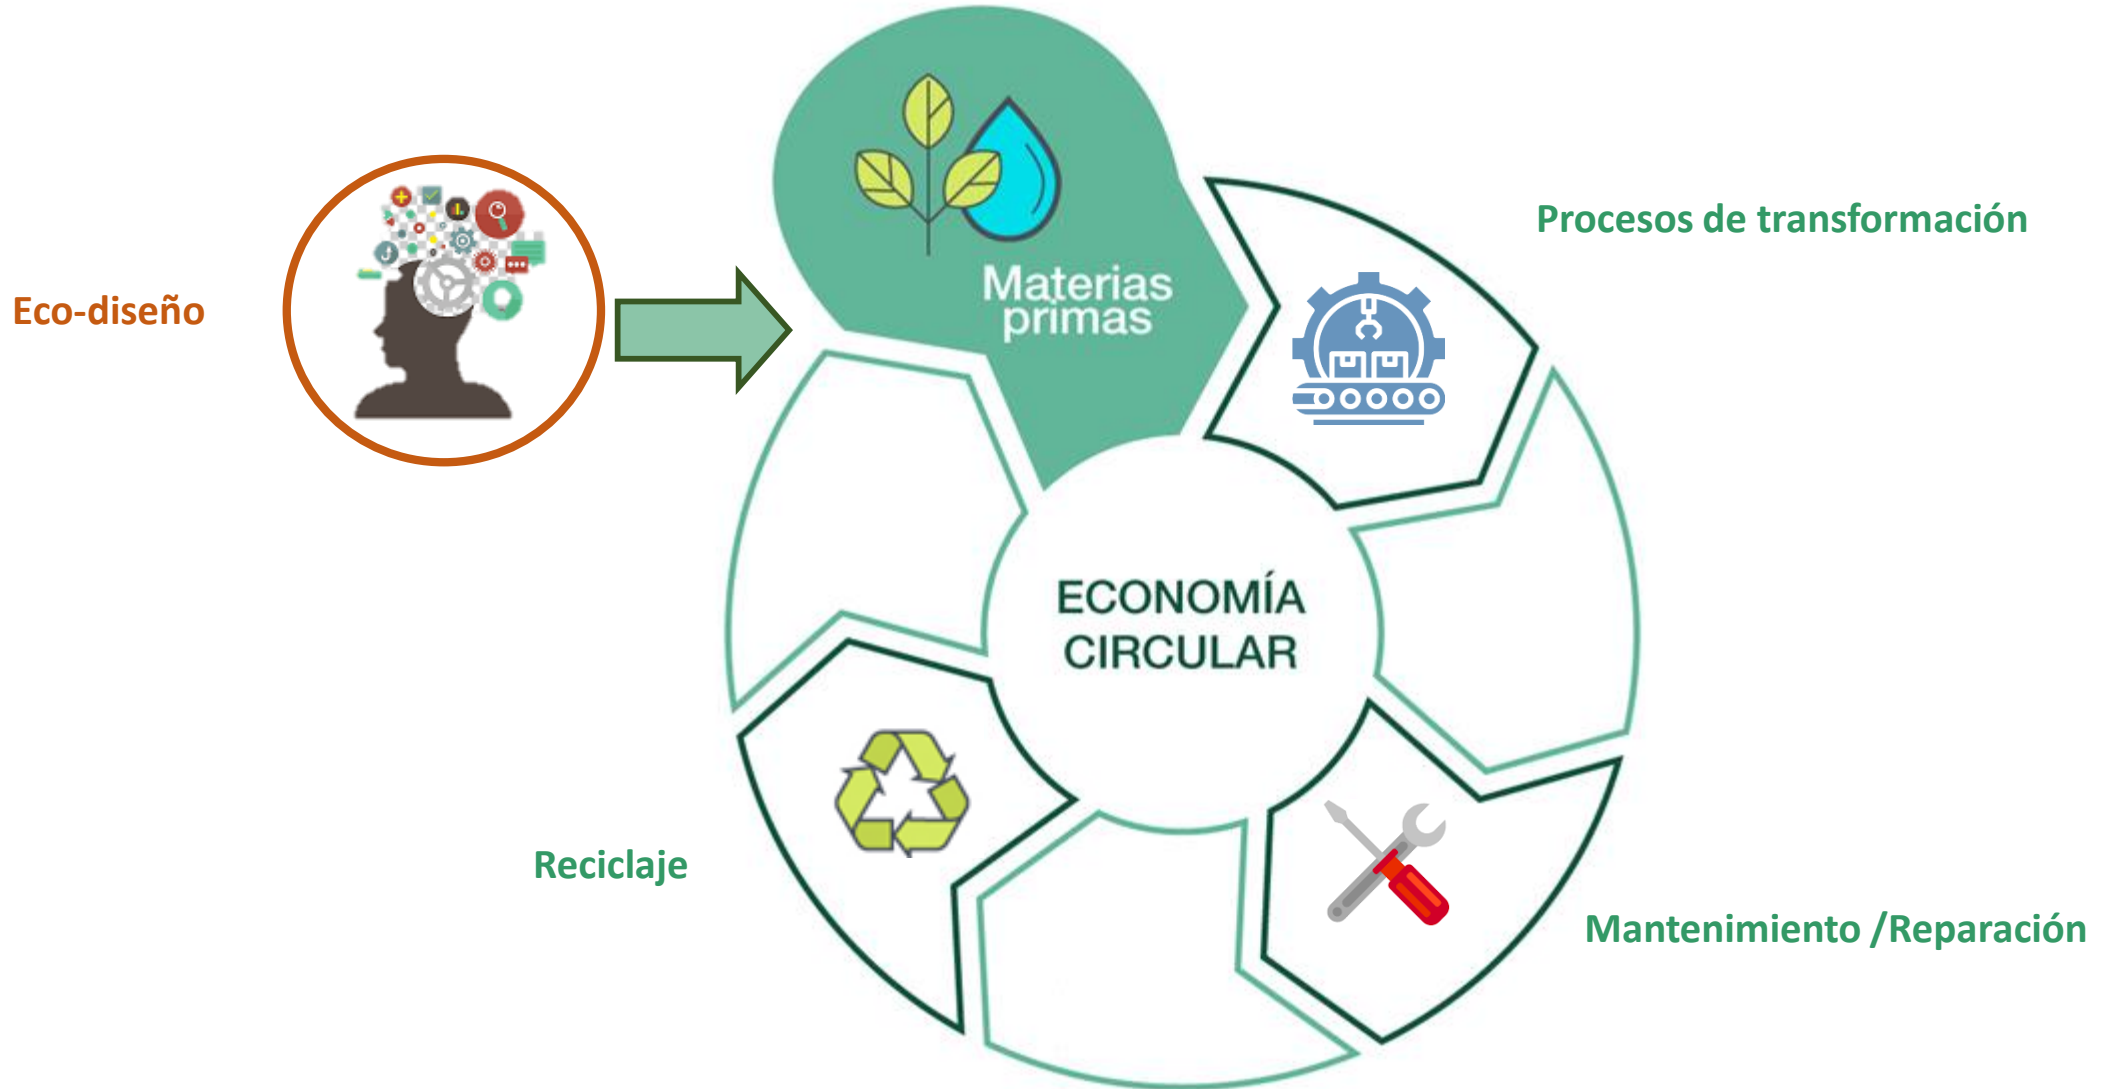 Eco-diseño
Materias
primas
Procesos de transformación
ECONOMÍA
CIRCULAR
Reciclaje
Mantenimiento /Reparación